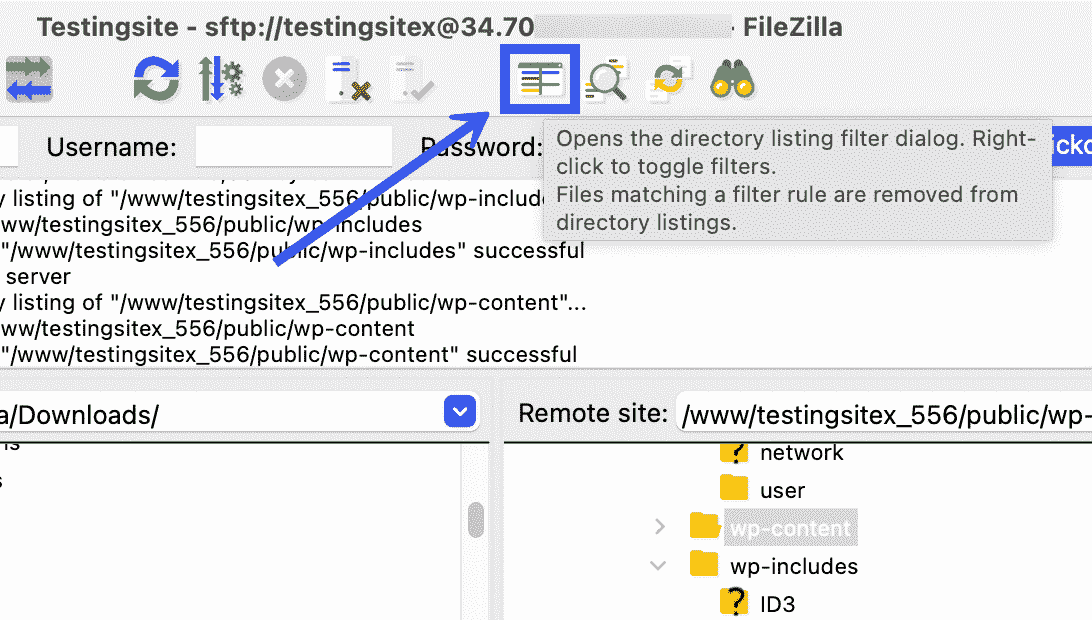 Testingsite - sftp://testingsitex@34.70 - FileZilla
Username:
Password:
Opens the directory listing filter dialog. Right-
click to toggle filters.
Files matching a filter rule are removed from
directory listings.
y listing of "/www/testingsitex_556/public/wp-include
ww/testingsitex_556/public/wp-includes
"/www/testingsitex_556/public/wp-includes" successful
server
y listing of "/www/testingsitex_556/public/wp-content"...
ww/testingsitex_556/public/wp-content
"/www/testingsitex_556/public/wp-content" successful
a/Downloads/
Remote site: /www/testingsitex_556/public/wp-
network
user
wp-content
wp-includes
ID3